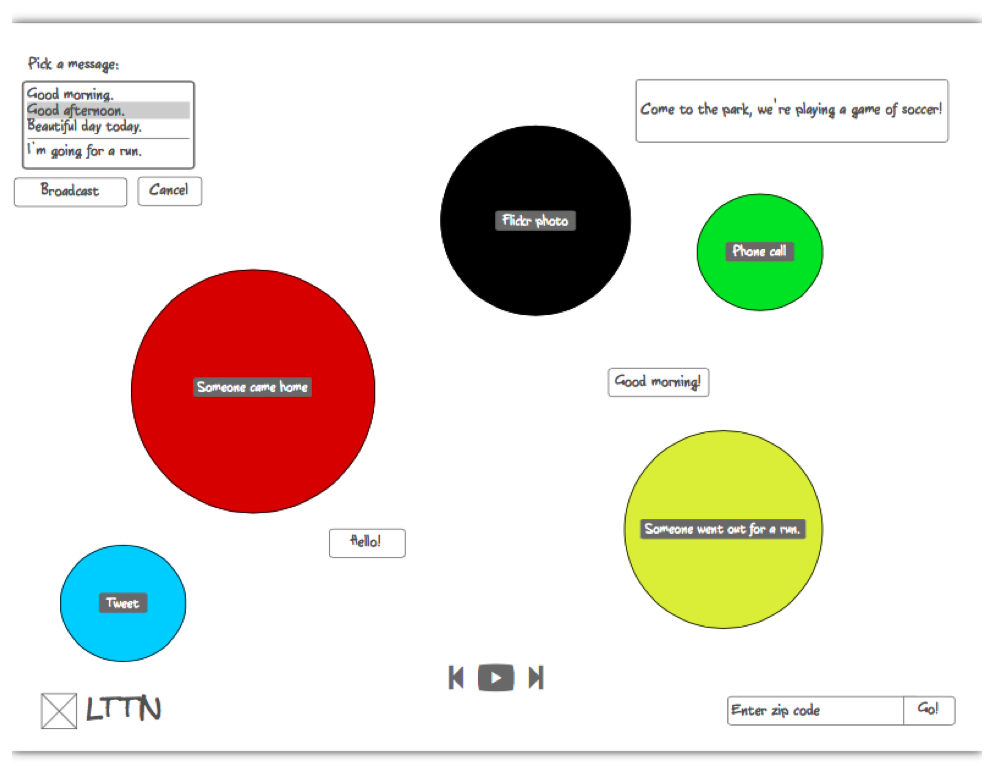 Pick a message:
Good morning.
Good afternoon.
Beautiful day today.
I'm going for a run.
Broadcast
Cancel
Come to the park, we're playing a game of soccer!
Flickr photo
Phone call
Someone came home
Good morning!
Someone went out for a run.
Hello!
Tweet
LTTN
Enter zip code
Go!